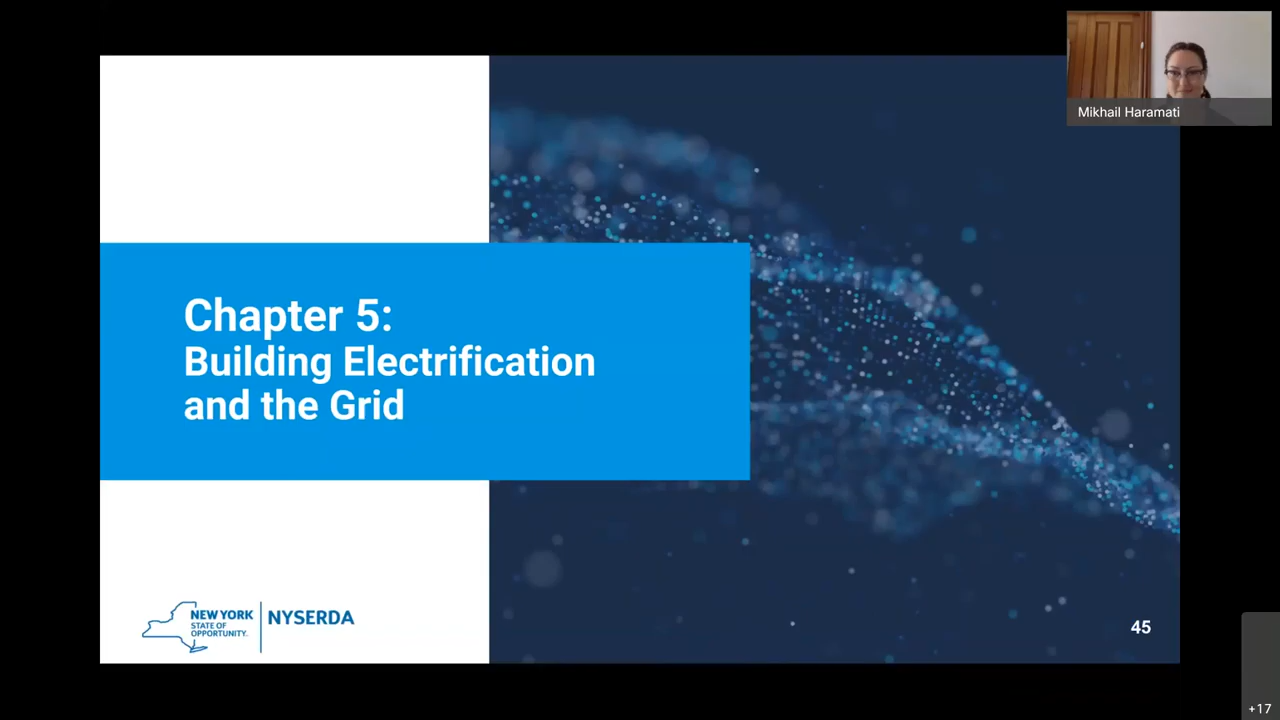 Mikhail Haramati
Chapter 5:
Building Electrification
and the Grid
NEW YORK
STATE OF
OPPORTUNITY.
NYSERDA
45
+17